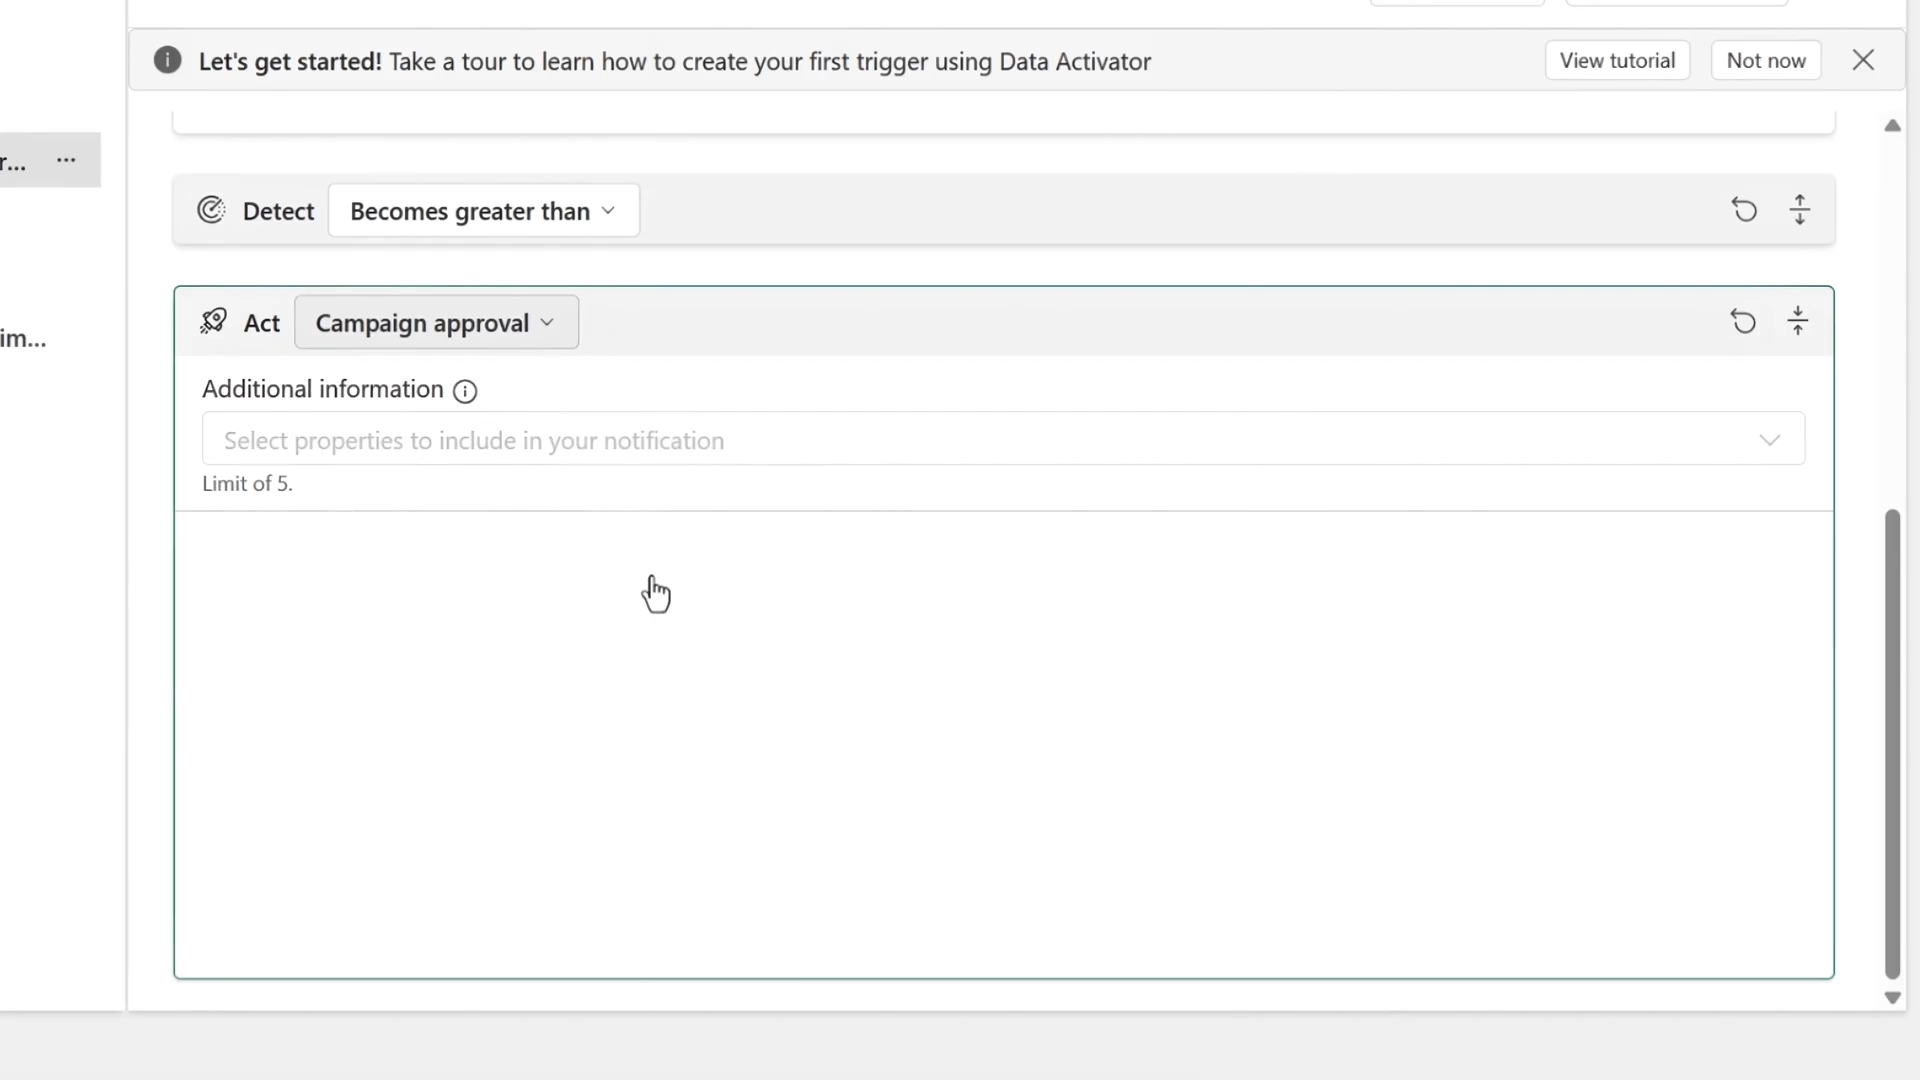 Let's get started! Take a tour to learn how to create your first trigger using Data Activator
View tutorial
Not now
r...
...
Detect
Becomes greater than
Act
Campaign approval
im...
Additional information
Select properties to include in your notification
Limit of 5.